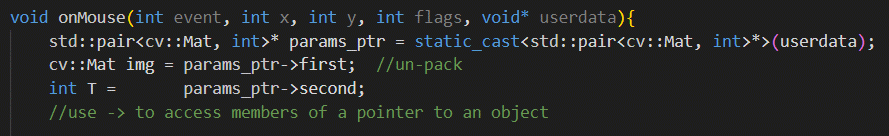 void onMouse(int event, int x, int y, int flags, void* userdata){
    std::pair<cv::Mat, int>* params_ptr = static_cast<std::pair<cv::Mat, int>*>(userdata);
    cv::Mat img = params_ptr->first;  //un-pack
    int T =       params_ptr->second;
    //use -> to access members of a pointer to an object